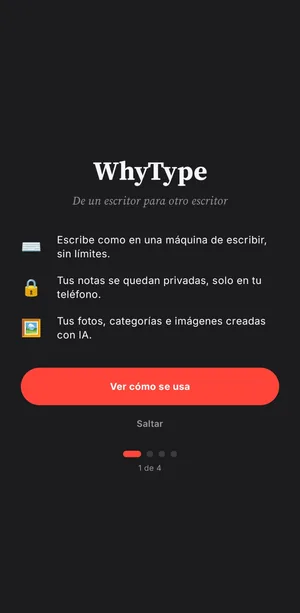 WhyType
De un escritor para otro escritor
Escribe como en una máquina de escribir,
sin límites.
Tus notas se quedan privadas, solo en tu
teléfono.
Tus fotos, categorías e imágenes creadas
con IA.
Ver cómo se usa
Saltar
1 de 4